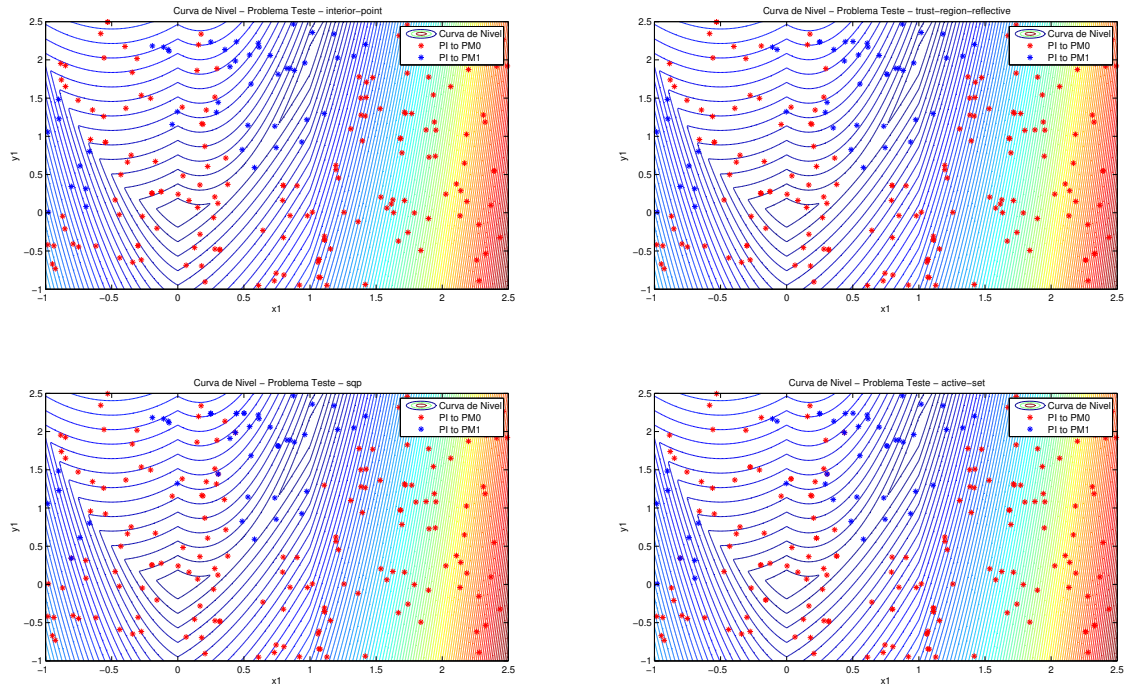 Curva de Nivel − Problema Teste − interior−point
Curva de Nivel
PI to PM0
PI to PM1
2.5
2
1.5
1
0.5
0
−0.5
−1
y1
−1 −0.5 0 0.5 1 1.5 2 2.5
x1
Curva de Nivel − Problema Teste − trust−region−reflective
Curva de Nivel
PI to PM0
PI to PM1
2.5
2
1.5
1
0.5
0
−0.5
−1
y1
−1 −0.5 0 0.5 1 1.5 2 2.5
x1
Curva de Nivel − Problema Teste − sqp
Curva de Nivel
PI to PM0
PI to PM1
2.5
2
1.5
1
0.5
0
−0.5
−1
y1
−1 −0.5 0 0.5 1 1.5 2 2.5
x1
Curva de Nivel − Problema Teste − active−set
Curva de Nivel
PI to PM0
PI to PM1
2.5
2
1.5
1
0.5
0
−0.5
−1
y1
−1 −0.5 0 0.5 1 1.5 2 2.5
x1